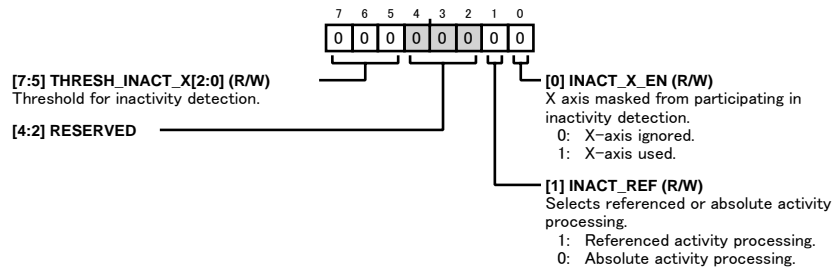 7 6 5 4 3 2 1 0
0 0 0 0 0 0 0 0
[7:5] THRESH_INACT_X[2:0] (R/W)
Threshold for inactivity detection.
[4:2] RESERVED
[0] INACT_X_EN (R/W)
X axis masked from participating in
inactivity detection.
0: X-axis ignored.
1: X-axis used.
[1] INACT_REF (R/W)
Selects referenced or absolute activity
processing.
1: Referenced activity processing.
0: Absolute activity processing.